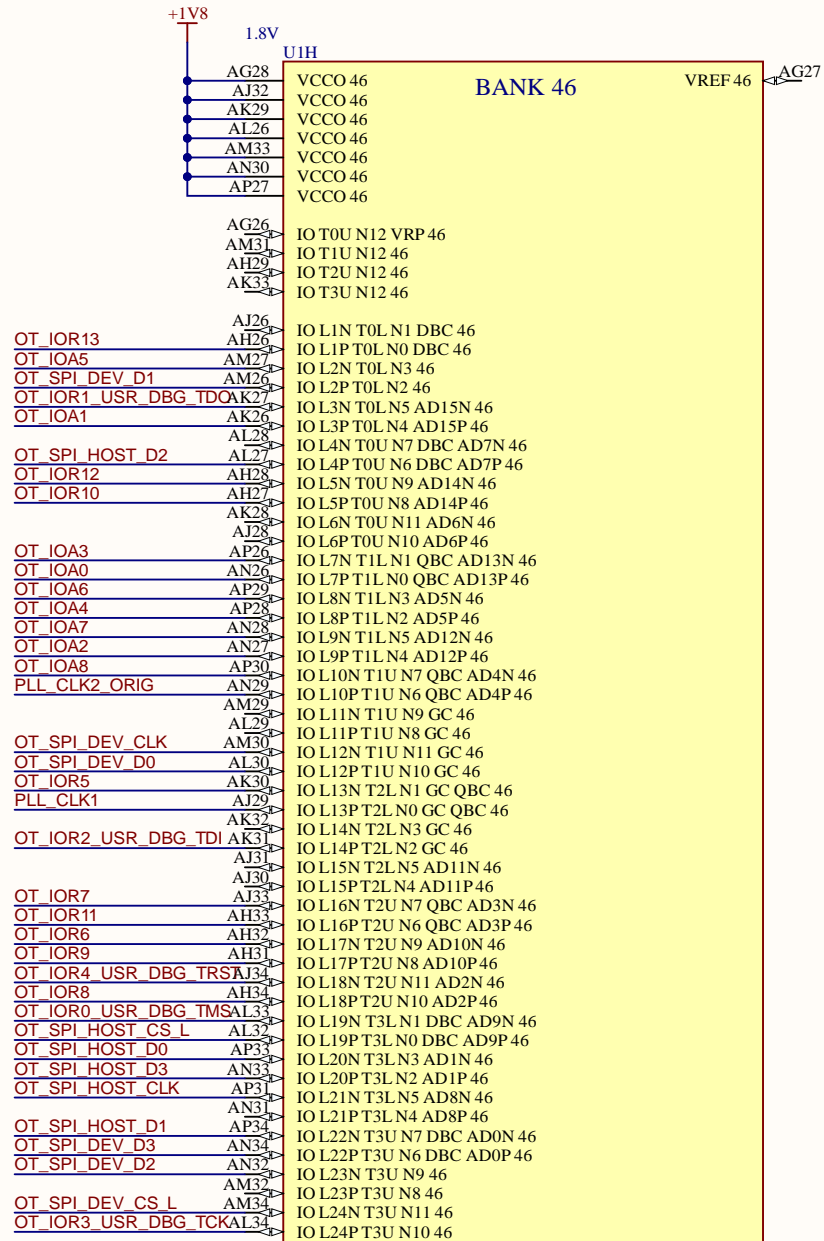 +1V8
1.8V
U1H
BANK 46
AG28 VCCO 46 VREF 46 AG27
AJ32 VCCO 46
AK29 VCCO 46
AL26 VCCO 46
AM33 VCCO 46
AN30 VCCO 46
AP27 VCCO 46
AG26 IO T0U N12 VRP 46
AM31 IO T1U N12 46
AH29 IO T2U N12 46
AK33 IO T3U N12 46
AJ26 IO L1N T0L N1 DBC 46
OT_IOR13 AH26 IO L1P T0L N0 DBC 46
OT_IOA5 AM27 IO L2N T0L N3 46
OT_SPI_DEV_D1 AM26 IO L2P T0L N2 46
OT_IOR1_USR_DBG_TDO AK27 IO L3N T0L N5 AD15N 46
OT_IOA1 AK26 IO L3P T0L N4 AD15P 46
AL28 IO L4N T0U N7 DBC AD7N 46
OT_SPI_HOST_D2 AL27 IO L4P T0U N6 DBC AD7P 46
OT_IOR12 AH28 IO L5N T0U N9 AD14N 46
OT_IOR10 AH27 IO L5P T0U N8 AD14P 46
AK28 IO L6N T0U N11 AD6N 46
AJ28 IO L6P T0U N10 AD6P 46
OT_IOA3 AP26 IO L7N T1L N1 QBC AD13N 46
OT_IOA0 AN26 IO L7P T1L N0 QBC AD13P 46
OT_IOA6 AP29 IO L8N T1L N3 AD5N 46
OT_IOA4 AP28 IO L8P T1L N2 AD5P 46
OT_IOA7 AN28 IO L9N T1L N5 AD12N 46
OT_IOA2 AN27 IO L9P T1L N4 AD12P 46
OT_IOA8 AP30 IO L10N T1U N7 QBC AD4N 46
PLL_CLK2_ORIG AN29 IO L10P T1U N6 QBC AD4P 46
AM29 IO L11N T1U N9 GC 46
AL29 IO L11P T1U N8 GC 46
OT_SPI_DEV_CLK AM30 IO L12N T1U N11 GC 46
OT_SPI_DEV_D0 AL30 IO L12P T1U N10 GC 46
OT_IOR5 AK30 IO L13N T2L N1 GC QBC 46
PLL_CLK1 AJ29 IO L13P T2L N0 GC QBC 46
AK32 IO L14N T2L N3 GC 46
OT_IOR2_USR_DBG_TDI AK31 IO L14P T2L N2 GC 46
AJ31 IO L15N T2L N5 AD11N 46
AJ30 IO L15P T2L N4 AD11P 46
OT_IOR7 AJ33 IO L16N T2U N7 QBC AD3N 46
OT_IOR11 AH33 IO L16P T2U N6 QBC AD3P 46
OT_IOR6 AH32 IO L17N T2U N9 AD10N 46
OT_IOR9 AH31 IO L17P T2U N8 AD10P 46
OT_IOR4_USR_DBG_TRST AJ34 IO L18N T2U N11 AD2N 46
OT_IOR8 AH34 IO L18P T2U N10 AD2P 46
OT_IOR0_USR_DBG_TMS AL33 IO L19N T3L N1 DBC AD9N 46
OT_SPI_HOST_CS_L AL32 IO L19P T3L N0 DBC AD9P 46
OT_SPI_HOST_D0 AP33 IO L20N T3L N3 AD1N 46
OT_SPI_HOST_D3 AN33 IO L20P T3L N2 AD1P 46
OT_SPI_HOST_CLK AP31 IO L21N T3L N5 AD8N 46
AN31 IO L21P T3L N4 AD8P 46
OT_SPI_HOST_D1 AP34 IO L22N T3U N7 DBC AD0N 46
OT_SPI_DEV_D3 AN34 IO L22P T3U N6 DBC AD0P 46
OT_SPI_DEV_D2 AN32 IO L23N T3U N9 46
AM32 IO L23P T3U N8 46
OT_SPI_DEV_CS_L AM34 IO L24N T3U N11 46
OT_IOR3_USR_DBG_TCK AL34 IO L24P T3U N10 46